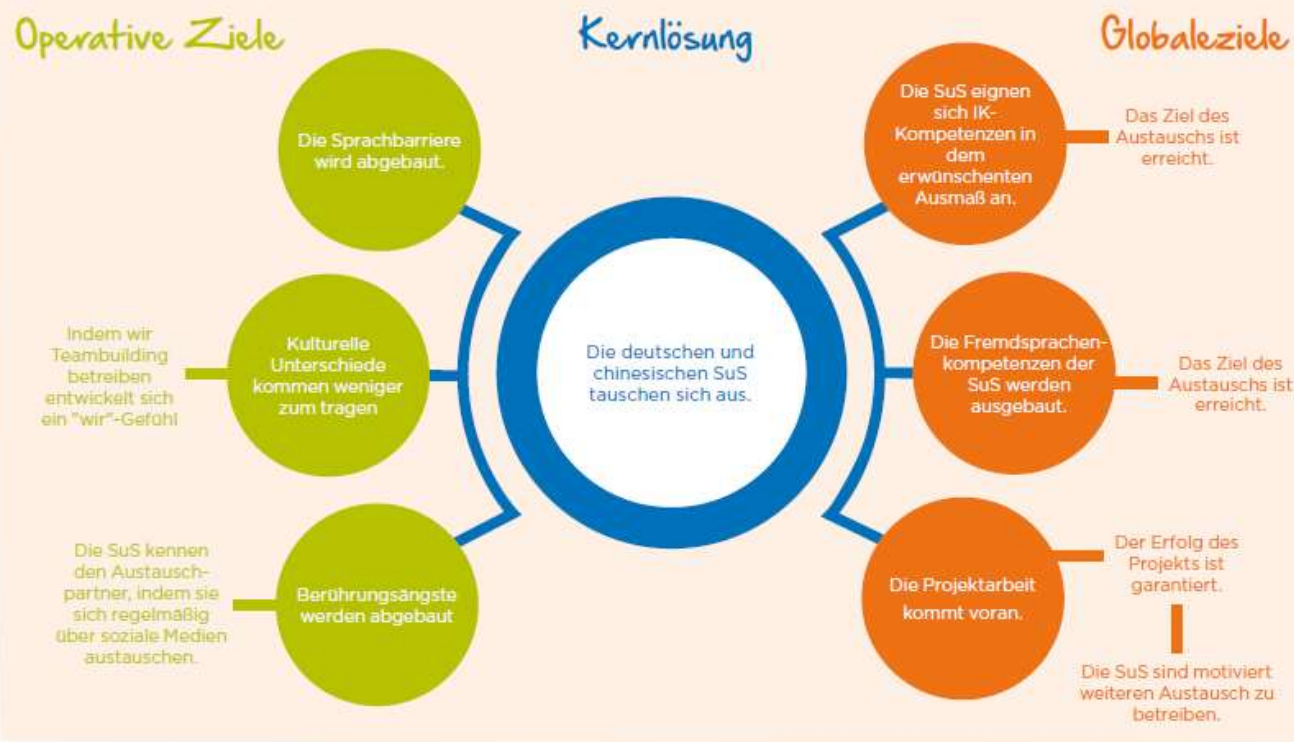 Operative Ziele
Kernlösung
Globaleziele
Die Sprachbarriere
wird abgebaut.
Indem wir
Teambuilding
betreiben
entwickelt sich
ein "wir"-Gefühl
Kulturelle
Unterschiede
kommen weniger
zum tragen
Die SuS kennen
den Austausch-
partner, indem sie
sich regelmäßig
über soziale Medien
austauschen.
Berührungsängste
werden abgebaut
Die deutschen und
chinesischen SuS
tauschen sich aus.
Die SuS eignen
sich IK-
Kompetenzen in
dem
erwünschenten
Ausmaß an.
Das Ziel des
Austauschs ist
erreicht.
Die Fremdsprachen-
kompetenzen der
SuS werden
ausgebaut.
Das Ziel des
Austauschs ist
erreicht.
Die Projektarbeit
kommt voran.
Der Erfolg des
Projekts ist
garantiert.
Die SuS sind motiviert
weiteren Austausch zu
betreiben.